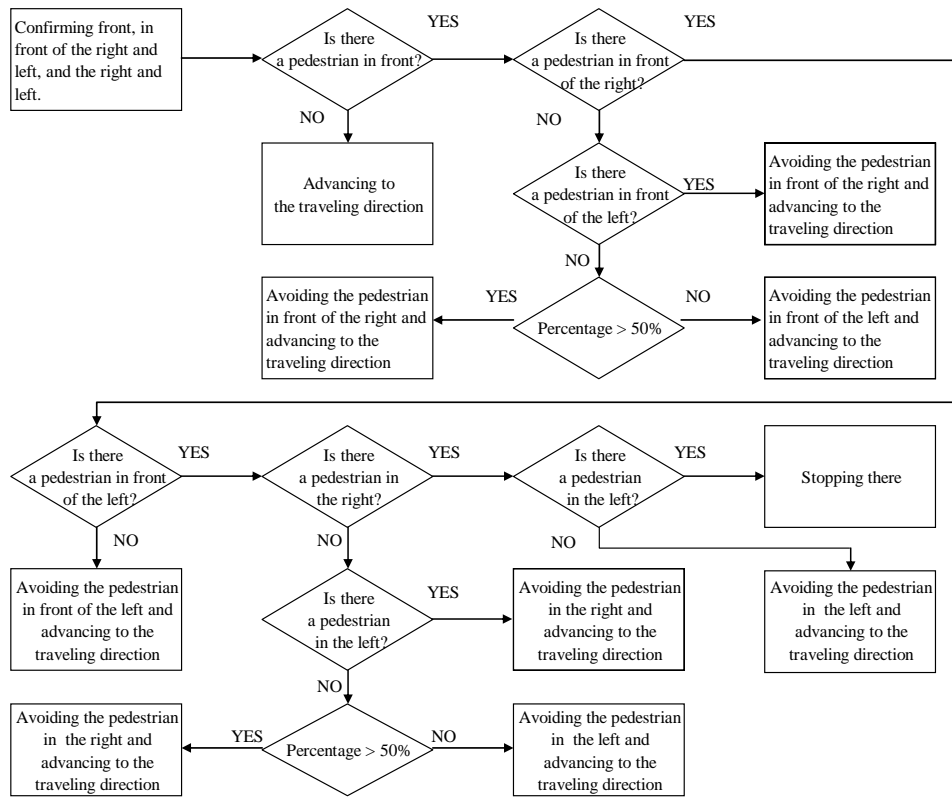 Confirming front, in
front of the right and
left, and the right and
left.
Is there
a pedestrian in front?
YES
Is there
a pedestrian in front
of the right?
YES
NO
Advancing to
the traveling direction
NO
Is there
a pedestrian in front
of the left?
YES
Avoiding the pedestrian
in front of the right and
advancing to the
traveling direction
NO
Avoiding the pedestrian
in front of the right and
advancing to the
traveling direction
YES
Percentage > 50%
NO
Avoiding the pedestrian
in front of the left and
advancing to the
traveling direction
Is there
a pedestrian in front
of the left?
YES
Is there
a pedestrian in
the right?
YES
Is there
a pedestrian
in the left?
YES
Stopping there
NO
Avoiding the pedestrian
in front of the left and
advancing to the
traveling direction
NO
Is there
a pedestrian
in the left?
YES
Avoiding the pedestrian
in the right and
advancing to the
traveling direction
NO
Avoiding the pedestrian
in the left and
advancing to the
traveling direction
NO
Avoiding the pedestrian
in the right and
advancing to the
traveling direction
YES
Percentage > 50%
NO
Avoiding the pedestrian
in the left and
advancing to the
traveling direction